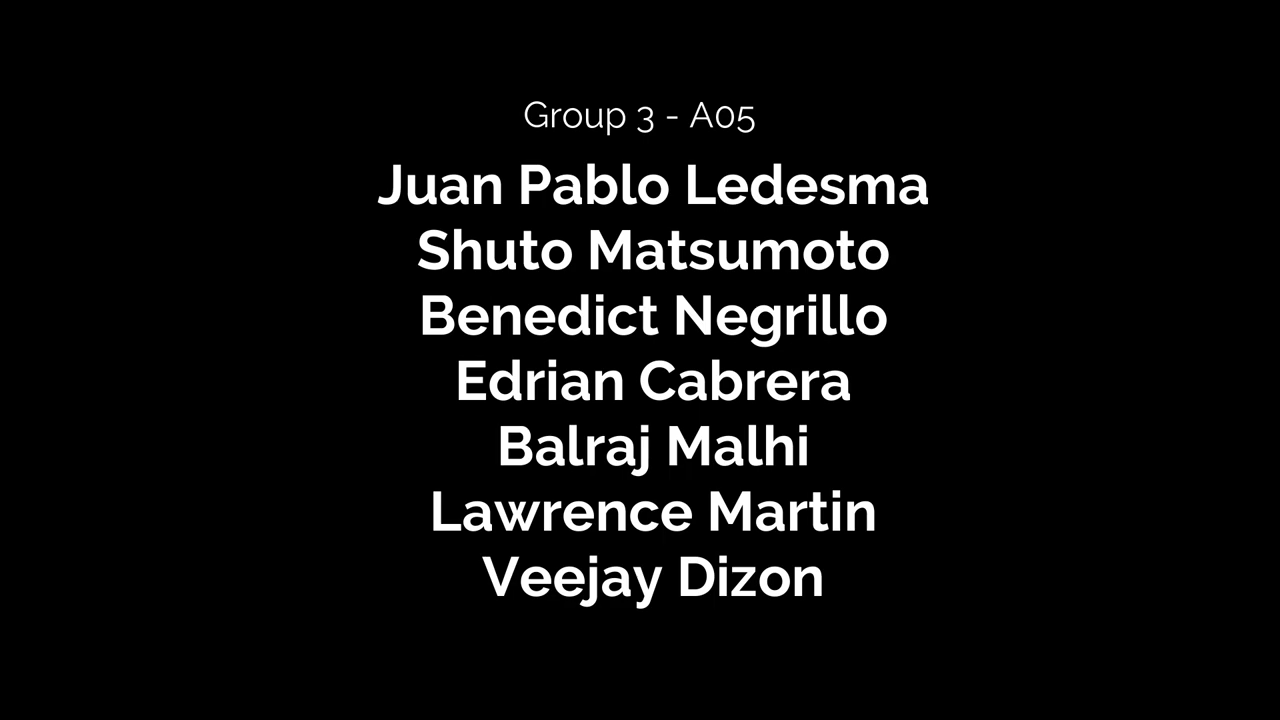 Group 3 - A05
Juan Pablo Ledesma
Shuto Matsumoto
Benedict Negrillo
Edrian Cabrera
Balraj Malhi
Lawrence Martin
Veejay Dizon